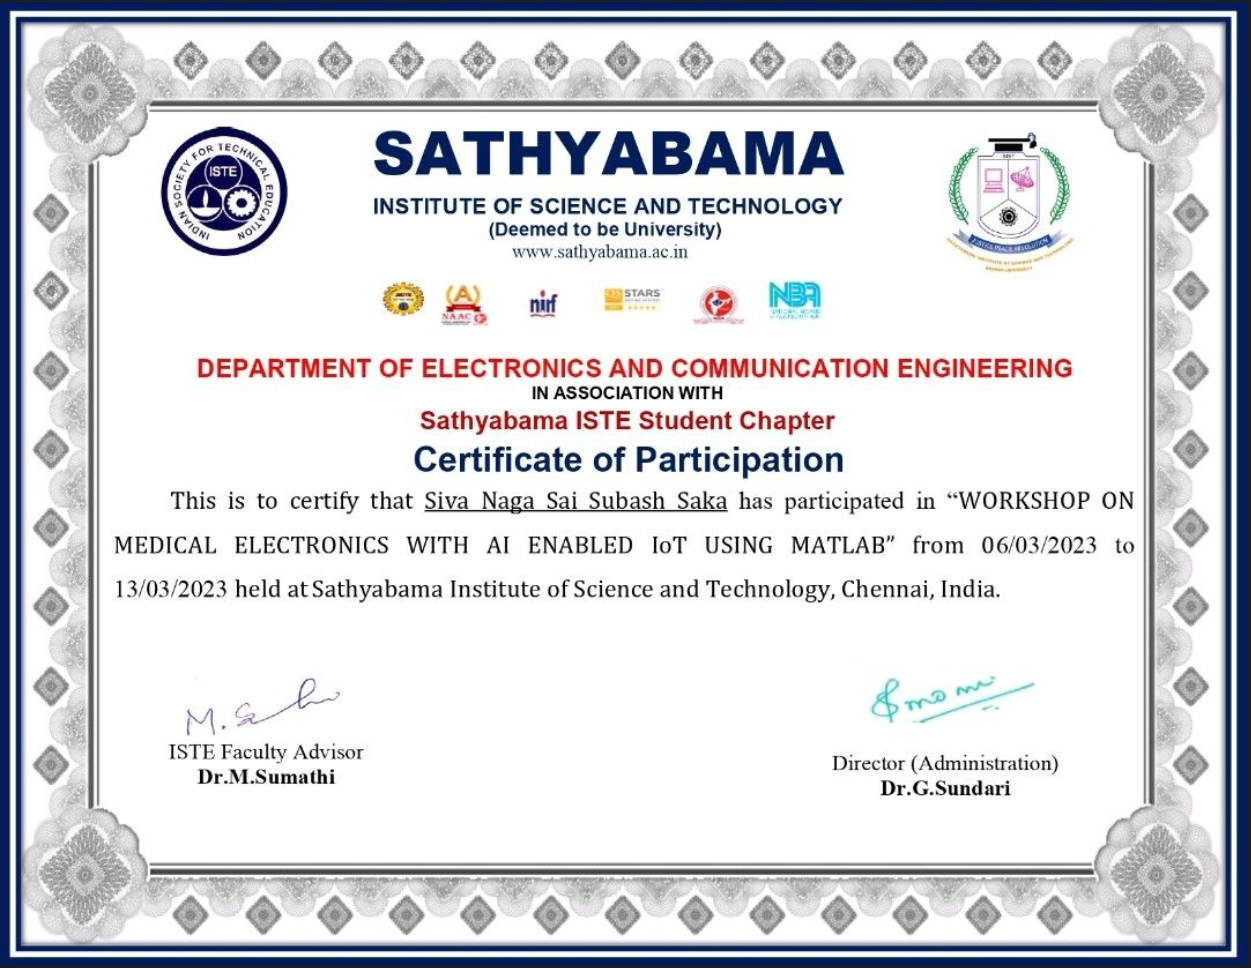 INDIAN SOCIETY FOR TECHNICAL EDUCATION
ISTE
SATHYABAMA
INSTITUTE OF SCIENCE AND TECHNOLOGY
(Deemed to be University)
www.sathyabama.ac.in
NAAC
nirf
STARS
NBA
DEPARTMENT OF ELECTRONICS AND COMMUNICATION ENGINEERING
IN ASSOCIATION WITH
Sathyabama ISTE Student Chapter
Certificate of Participation
This is to certify that Siva Naga Sai Subash Saka has participated in “WORKSHOP ON
MEDICAL ELECTRONICS WITH AI ENABLED IoT USING MATLAB” from 06/03/2023 to
13/03/2023 held at Sathyabama Institute of Science and Technology, Chennai, India.
ISTE Faculty Advisor
Dr.M.Sumathi
Director (Administration)
Dr.G.Sundari